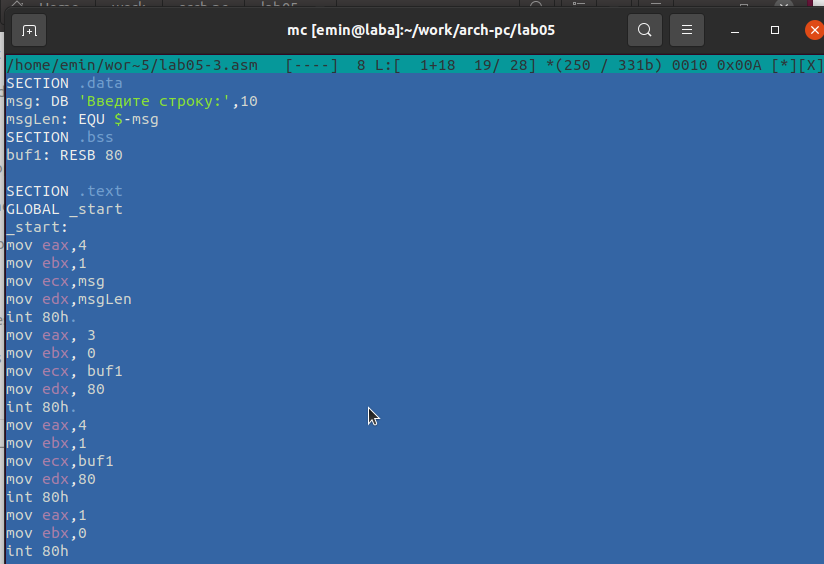 mc [emin@laba]:~/work/arch-pc/lab05
/home/emin/wor~5/lab05-3.asm   [----]  8 L:[  1+18  19/ 28] *(250 / 331b) 0010 0x00A [*][X]
SECTION .data
msg: DB 'Введите строку:',10
msgLen: EQU $-msg
SECTION .bss
buf1: RESB 80
SECTION .text
GLOBAL _start
_start:
mov eax,4
mov ebx,1
mov ecx,msg
mov edx,msgLen
int 80h.
mov eax, 3
mov ebx, 0
mov ecx, buf1
mov edx, 80
int 80h.
mov eax,4
mov ebx,1
mov ecx,buf1
mov edx,80
int 80h
mov eax,1
mov ebx,0
int 80h